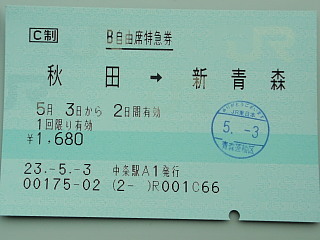 C制
B自由席特急券
秋田 → 新青森
5月 3日から 2日間有効
1回限り有効
¥1,680
5.-3
23.-5.-3 中条駅A1発行
00175-02 (2- )R001C66